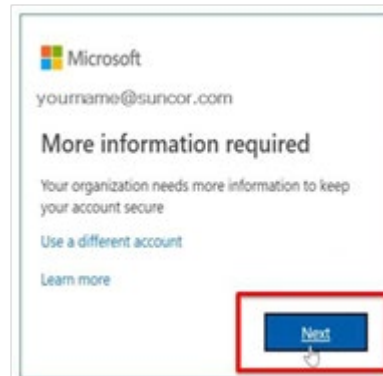 Microsoft
yourname@suncor.com
More information required
Your organization needs more information to keep
your account secure
Use a different account
Learn more
Next